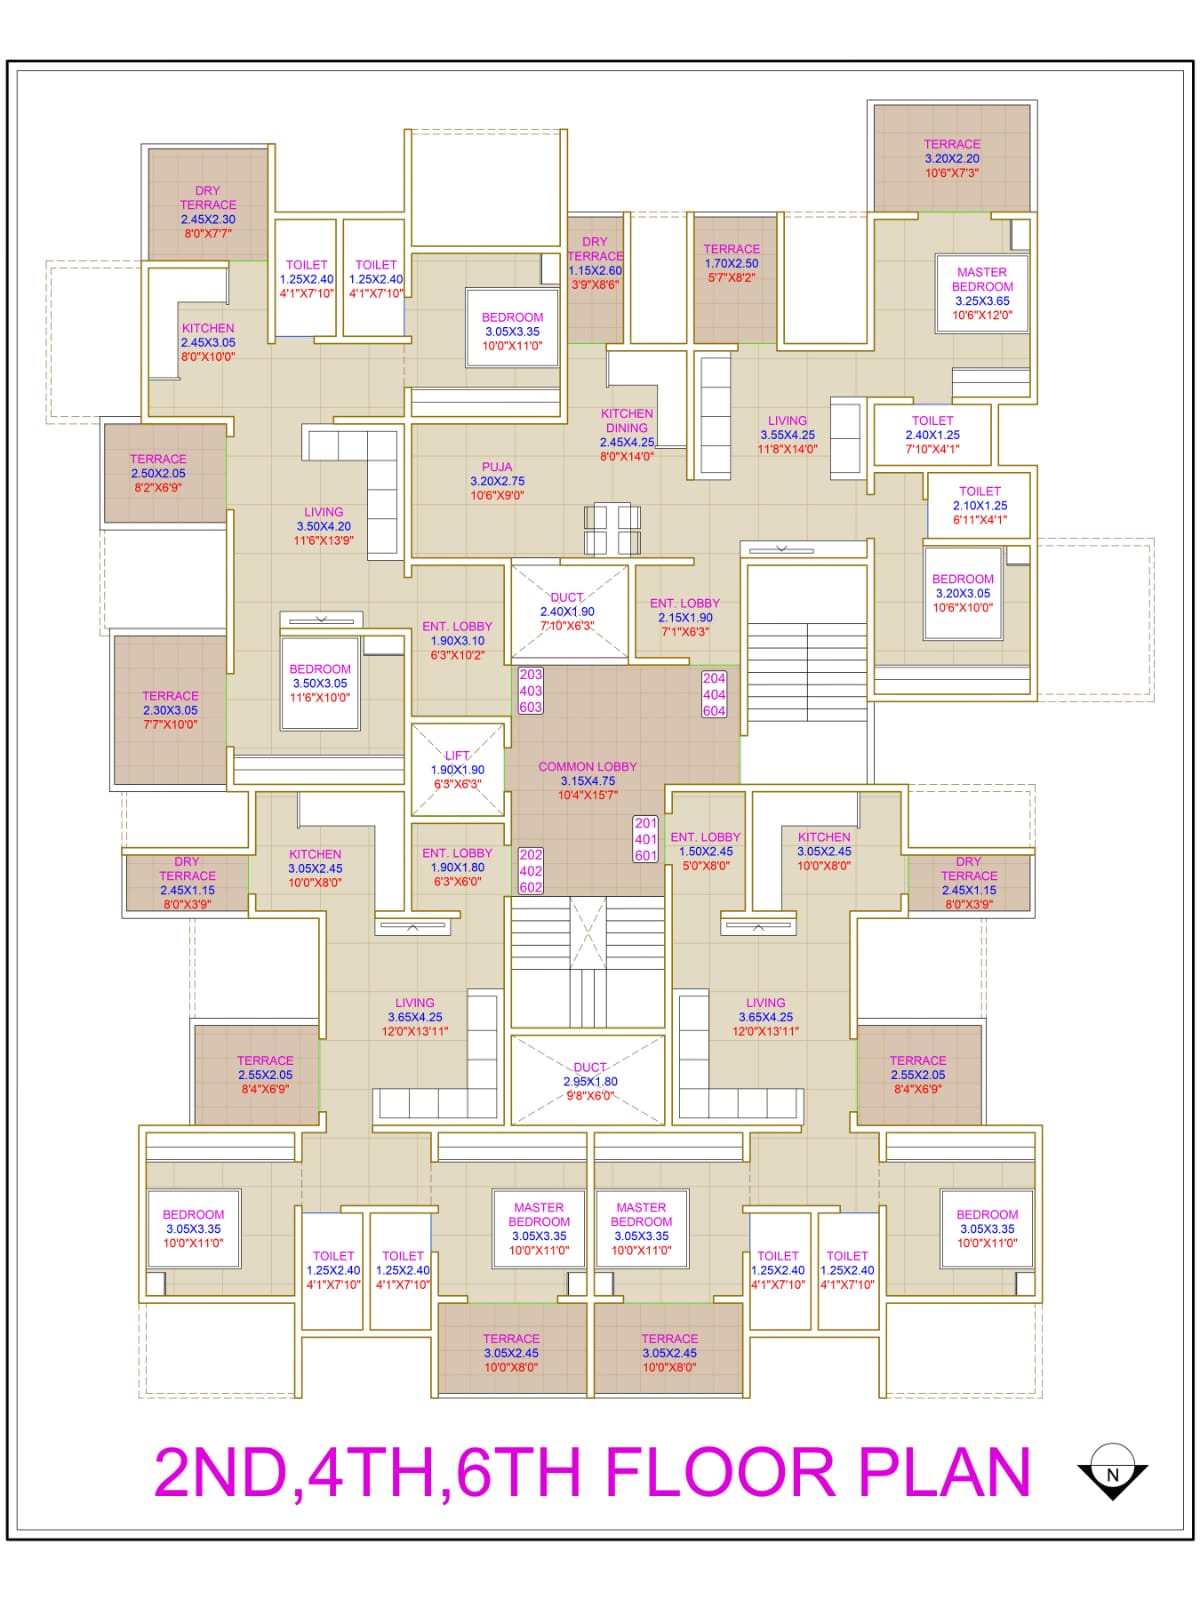 TERRACE
3.20X2.20
10'6"X7'3"
DRY
TERRACE
2.45X2.30
8'0"X7'7"
TOILET
1.25X2.40
4'1"X7'10"
TOILET
1.25X2.40
4'1"X7'10"
DRY
TERRACE
1.15X2.60
3'9"X8'6"
TERRACE
1.70X2.50
5'7"X8'2"
MASTER
BEDROOM
3.25X3.65
10'6"X12'0"
KITCHEN
2.45X3.05
8'0"X10'0"
BEDROOM
3.05X3.35
10'0"X11'0"
KITCHEN
DINING
2.45X4.25
8'0"X14'0"
LIVING
3.55X4.25
11'8"X14'0"
TOILET
2.40X1.25
7'10"X4'1"
TERRACE
2.50X2.05
8'2"X6'9"
PUJA
3.20X2.75
10'6"X9'0"
TOILET
2.10X1.25
6'11"X4'1"
LIVING
3.50X4.20
11'6"X13'9"
BEDROOM
3.20X3.05
10'6"X10'0"
DUCT
2.40X1.90
7'10"X6'3"
ENT. LOBBY
2.15X1.90
7'1"X6'3"
ENT. LOBBY
1.90X3.10
6'3"X10'2"
BEDROOM
3.50X3.05
11'6"X10'0"
TERRACE
2.30X3.05
7'7"X10'0"
203
403
603
204
404
604
LIFT
1.90X1.90
6'3"X6'3"
COMMON LOBBY
3.15X4.75
10'4"X15'7"
201
401
601
202
402
602
KITCHEN
3.05X2.45
10'0"X8'0"
ENT. LOBBY
1.90X1.80
6'3"X6'0"
ENT. LOBBY
1.50X2.45
5'0"X8'0"
KITCHEN
3.05X2.45
10'0"X8'0"
DRY
TERRACE
2.45X1.15
8'0"X3'9"
DRY
TERRACE
2.45X1.15
8'0"X3'9"
LIVING
3.65X4.25
12'0"X13'11"
LIVING
3.65X4.25
12'0"X13'11"
TERRACE
2.55X2.05
8'4"X6'9"
DUCT
2.95X1.80
9'8"X6'0"
TERRACE
2.55X2.05
8'4"X6'9"
BEDROOM
3.05X3.35
10'0"X11'0"
MASTER
BEDROOM
3.05X3.35
10'0"X11'0"
MASTER
BEDROOM
3.05X3.35
10'0"X11'0"
BEDROOM
3.05X3.35
10'0"X11'0"
TOILET
1.25X2.40
4'1"X7'10"
TOILET
1.25X2.40
4'1"X7'10"
TOILET
1.25X2.40
4'1"X7'10"
TOILET
1.25X2.40
4'1"X7'10"
TERRACE
3.05X2.45
10'0"X8'0"
TERRACE
3.05X2.45
10'0"X8'0"
2ND,4TH,6TH FLOOR PLAN
N